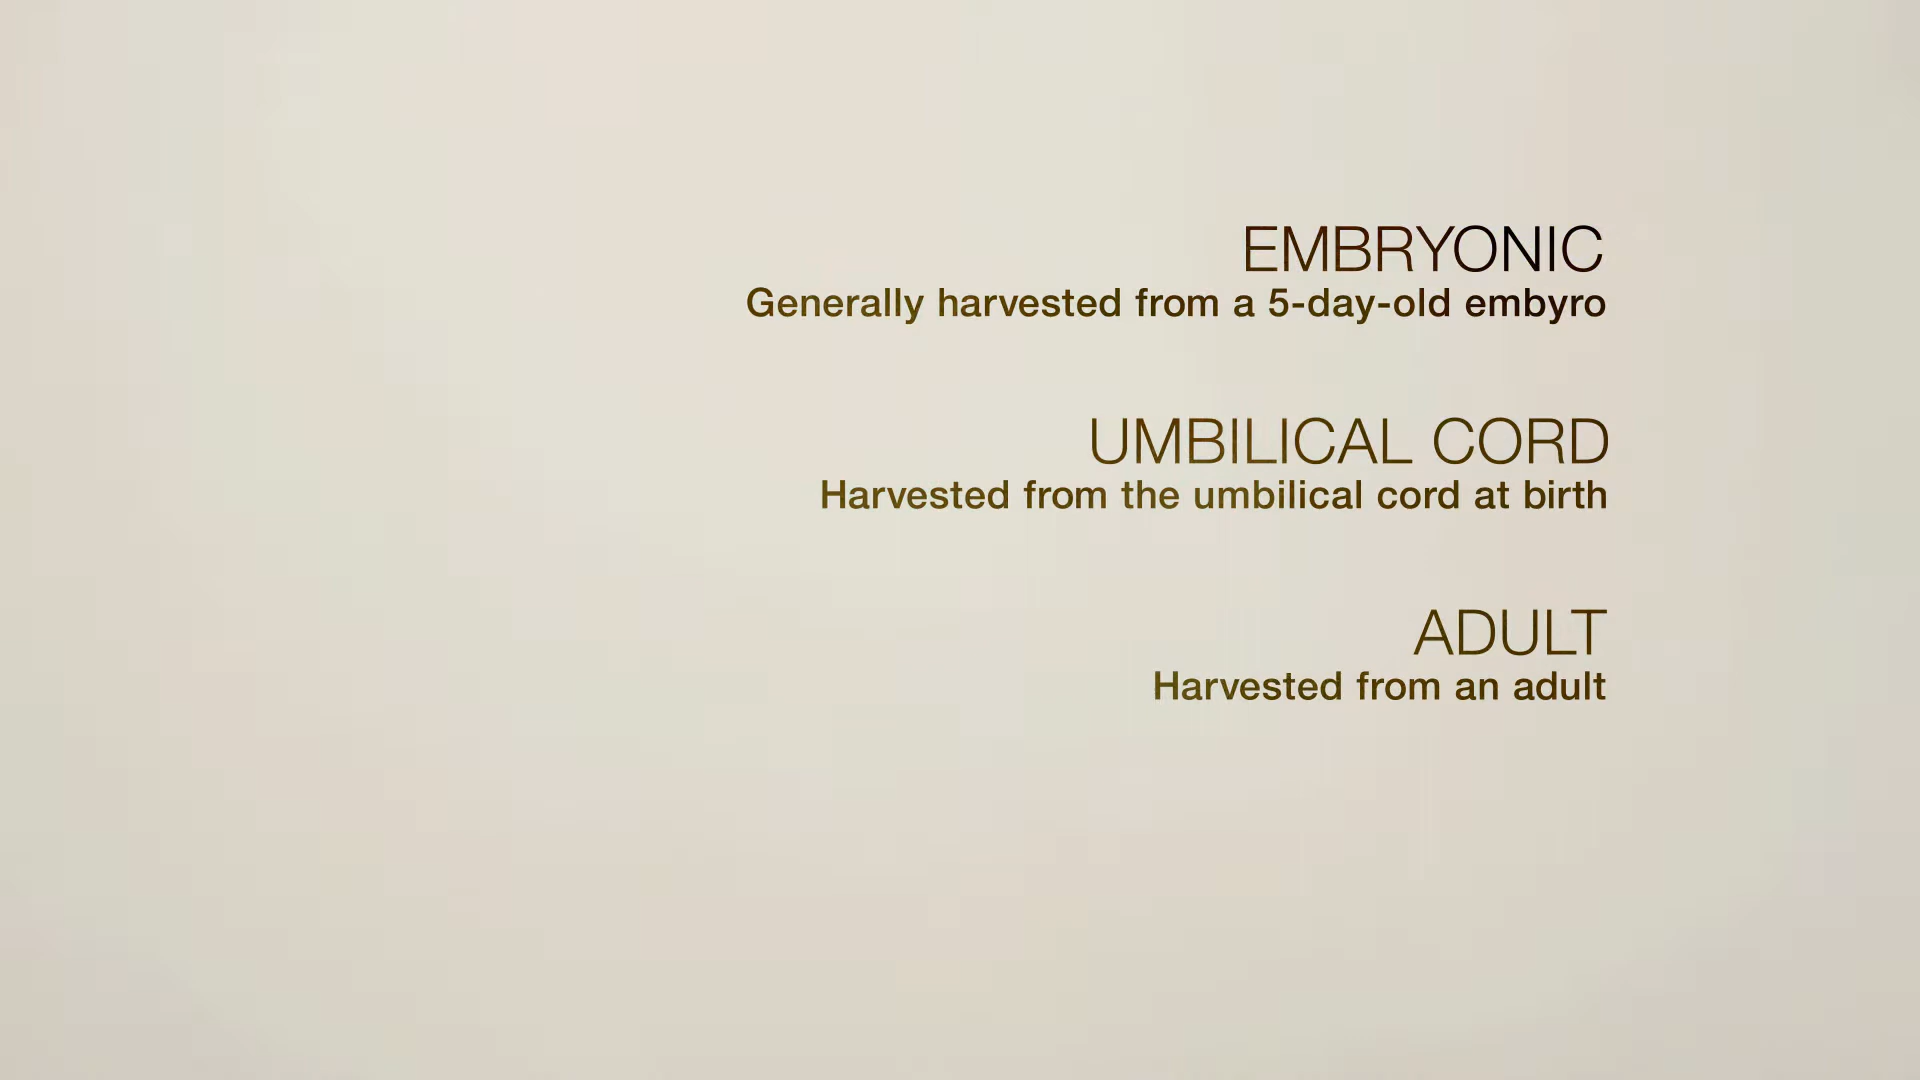 EMBRYONIC
Generally harvested from a 5-day-old embyro
UMBILICAL CORD
Harvested from the umbilical cord at birth
ADULT
Harvested from an adult